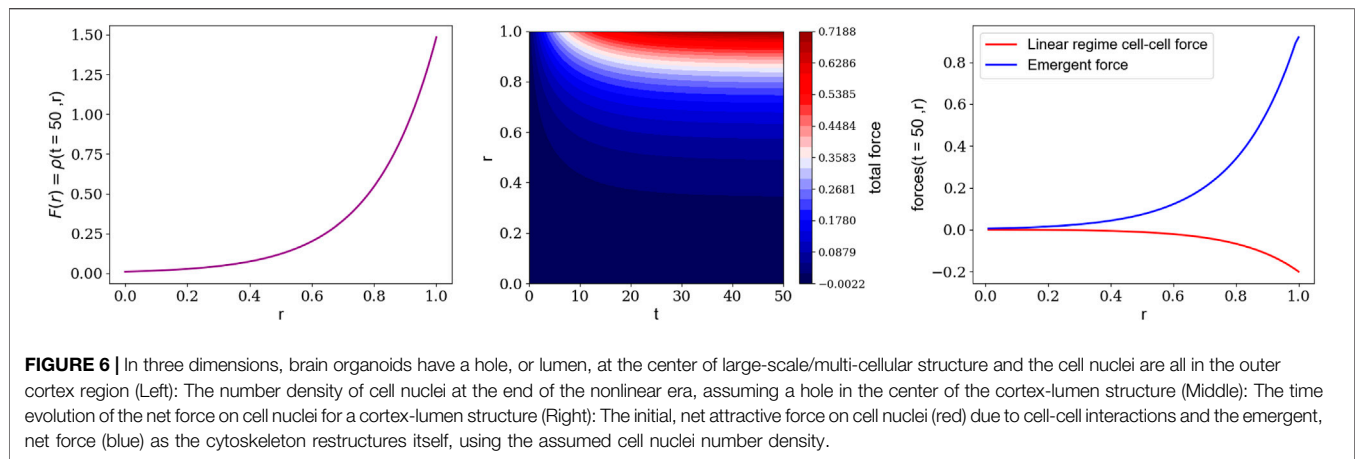 1.50
1.25
1.00
0.75
0.50
0.25
0.00
F(r) = ρ(t = 50 ,r)
0.0 0.2 0.4 0.6 0.8 1.0
r
1.0
0.8
0.6
0.4
0.2
0.0
r
0 10 20 30 40 50
t
0.7188
0.6286
0.5385
0.4484
0.3583
0.2681
0.1780
0.0879
−0.0022
total force
Linear regime cell-cell force
Emergent force
0.8
0.6
0.4
0.2
0.0
−0.2
forces(t = 50 ,r)
0.0 0.2 0.4 0.6 0.8 1.0
r
FIGURE 6 | In three dimensions, brain organoids have a hole, or lumen, at the center of large-scale/multi-cellular structure and the cell nuclei are all in the outer
cortex region (Left): The number density of cell nuclei at the end of the nonlinear era, assuming a hole in the center of the cortex-lumen structure (Middle): The time
evolution of the net force on cell nuclei for a cortex-lumen structure (Right): The initial, net attractive force on cell nuclei (red) due to cell-cell interactions and the emergent,
net force (blue) as the cytoskeleton restructures itself, using the assumed cell nuclei number density.